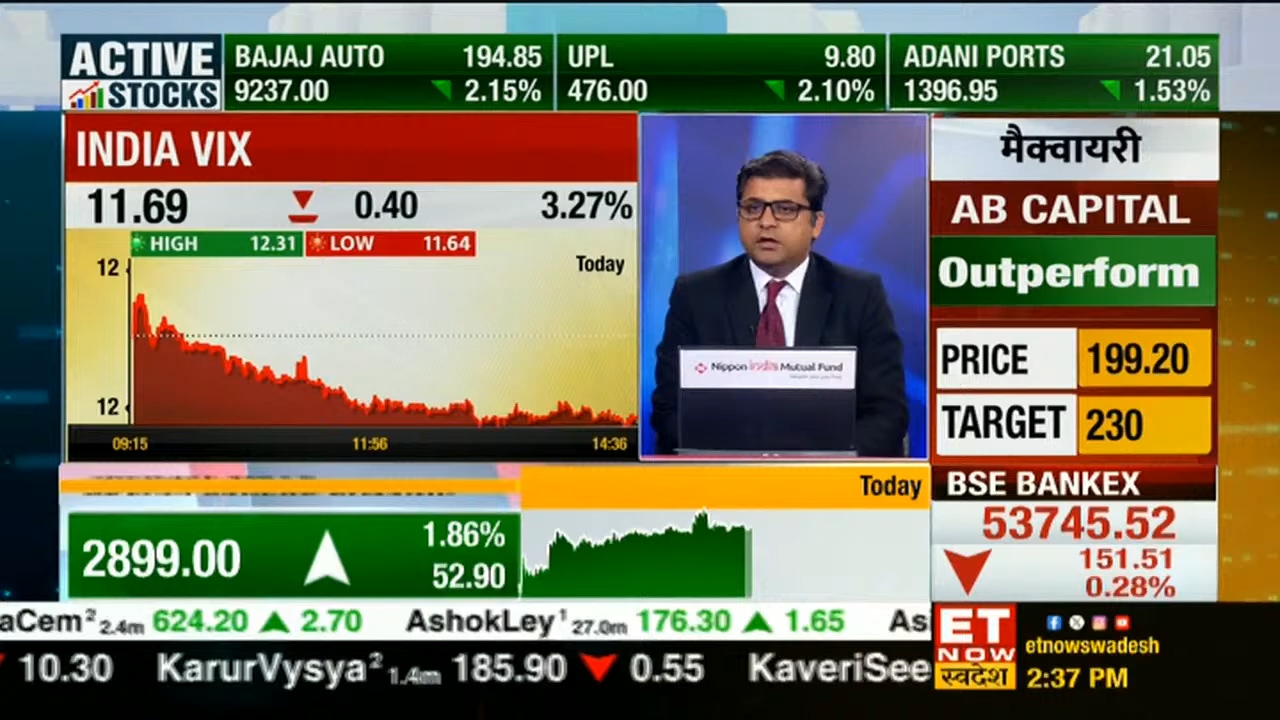 ACTIVE STOCKS
BAJAJ AUTO 194.85
9237.00 2.15%
UPL 9.80
476.00 2.10%
ADANI PORTS 21.05
1396.95 1.53%
INDIA VIX
11.69 0.40 3.27%
HIGH 12.31 LOW 11.64
Today
12
12
09:15 11:56 14:36
Nippon india Mutual Fund
मैक्वायरी
AB CAPITAL
Outperform
PRICE 199.20
TARGET 230
BSE BANKEX
53745.52
151.51
0.28%
Today
2899.00 1.86%
52.90
aCem² 2.4m 624.20 2.70 AshokLey¹ 27.0m 176.30 1.65 As
10.30 KarurVysya² 1.4m 185.90 0.55 KaveriSee
ET NOW स्वदेश
etnowswadesh
2:37 PM